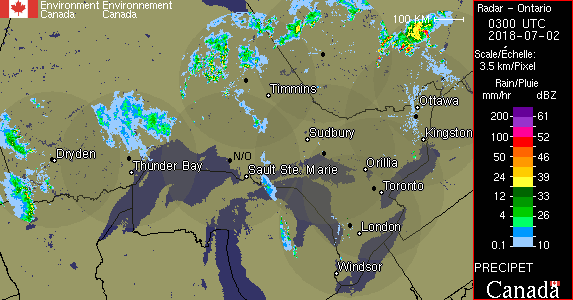 Environment Environnement
Canada Canada
100 KM
Timmins
Ottawa
Sudbury
Kingston
Dryden
Thunder Bay
N/O
Sault Ste. Marie
Orillia
Toronto
London
Windsor
Radar - Ontario
0300 UTC
2018-07-02
Scale/Échelle:
3.5 km/Pixel
Rain/Pluie
mm/hr dBZ
200 61
100 52
50 46
24 39
12 33
4 26
0.1 10
PRECIPET
Canada